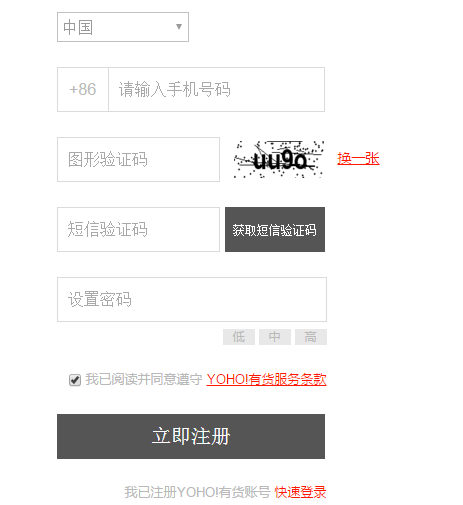 中国
+86 请输入手机号码
图形验证码 uu9o 换一张
短信验证码 获取短信验证码
设置密码
低 中 高
我已阅读并同意遵守 YOHO!有货服务条款
立即注册
我已注册YOHO!有货账号 快速登录